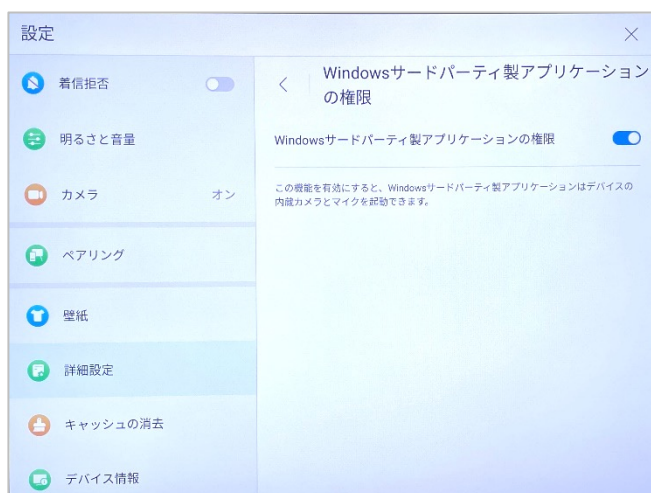 設定
着信拒否
明るさと音量
カメラ
オン
ペアリング
壁紙
詳細設定
キャッシュの消去
デバイス情報
Windowsサードパーティ製アプリケーション
の権限
Windowsサードパーティ製アプリケーションの権限
この機能を有効にすると、Windowsサードパーティ製アプリケーションはデバイスの
内蔵カメラとマイクを起動できます。